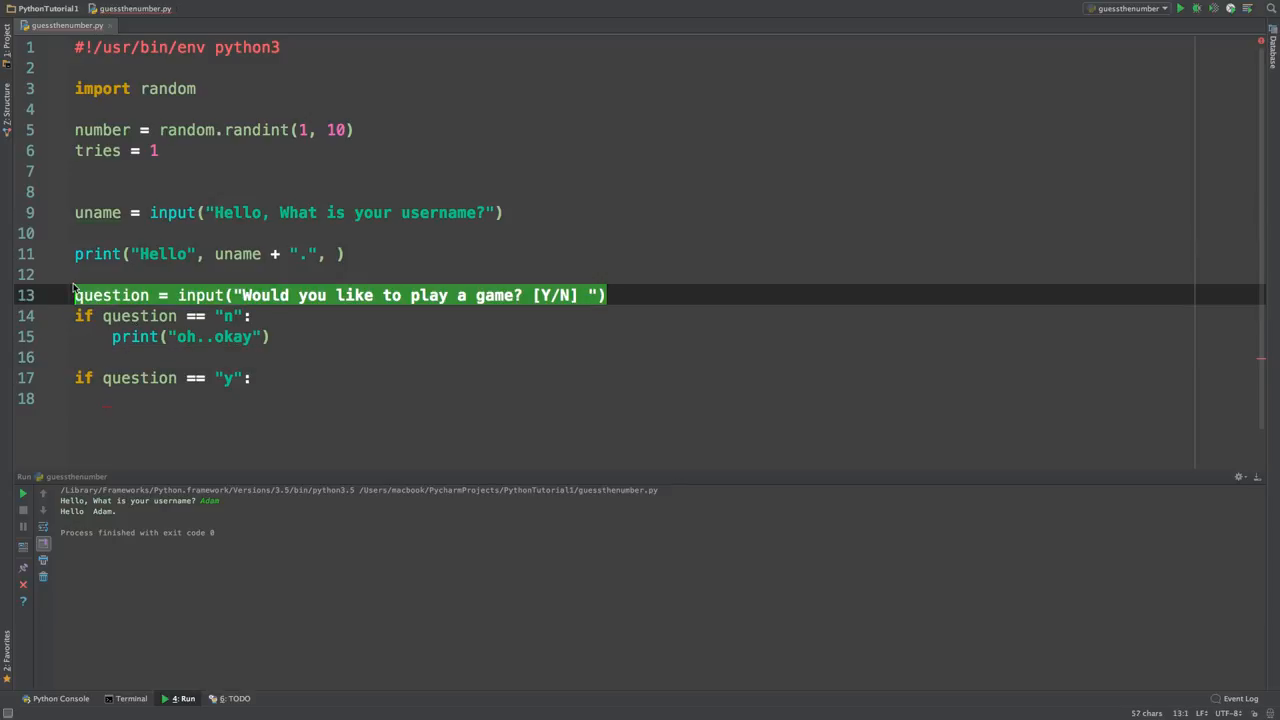 PythonTutorial1 guessthenumber.py guessthenumber
guessthenumber.py
1: Project
Z: Structure
2: Favorites
Database
1 #!/usr/bin/env python3
2
3 import random
4
5 number = random.randint(1, 10)
6 tries = 1
7
8
9 uname = input("Hello, What is your username?")
10
11 print("Hello", uname + ".", )
12
13 question = input("Would you like to play a game? [Y/N] ")
14 if question == "n":
15 print("oh..okay")
16
17 if question == "y":
18
Run guessthenumber
/Library/Frameworks/Python.framework/Versions/3.5/bin/python3.5 /Users/macbook/PycharmProjects/PythonTutorial1/guessthenumber.py
Hello, What is your username? Adam
Hello  Adam.
Process finished with exit code 0
Python Console Terminal 4: Run 6: TODO Event Log
57 chars 13:1 LF÷ UTF-8÷